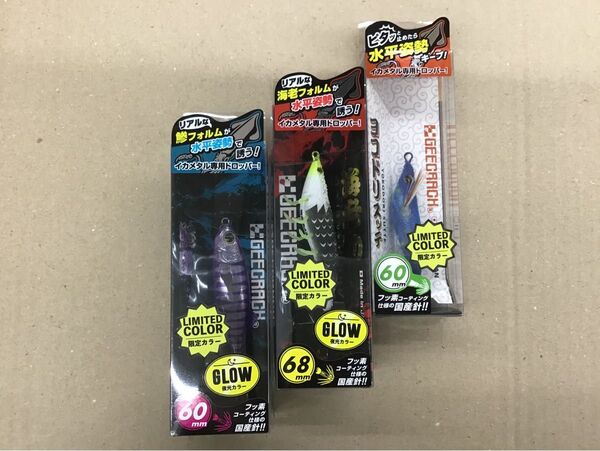 リアルな
鯵フォルムが
水平姿勢で
誘う!
イカメタル専用ドロッパー!
GEECRACK
LIMITED
COLOR
限定カラー
GLOW
夜光カラー
60
mm
フッ素
コーティング
仕様の
国産針!!
リアルな
海老フォルムが
水平姿勢で
誘う!
イカメタル専用ドロッパー!
GEECRACK
LIMITED
COLOR
限定カラー
GLOW
夜光カラー
68
mm
フッ素
コーティング
仕様の
国産針!!
Made in
ピタッと止めたら
水平姿勢
キープ!
イカメタル専用ドロッパー!
GEECRACK
LIMITED
COLOR
限定カラー
60
mm
フッ素コーティング
仕様の国産針!!